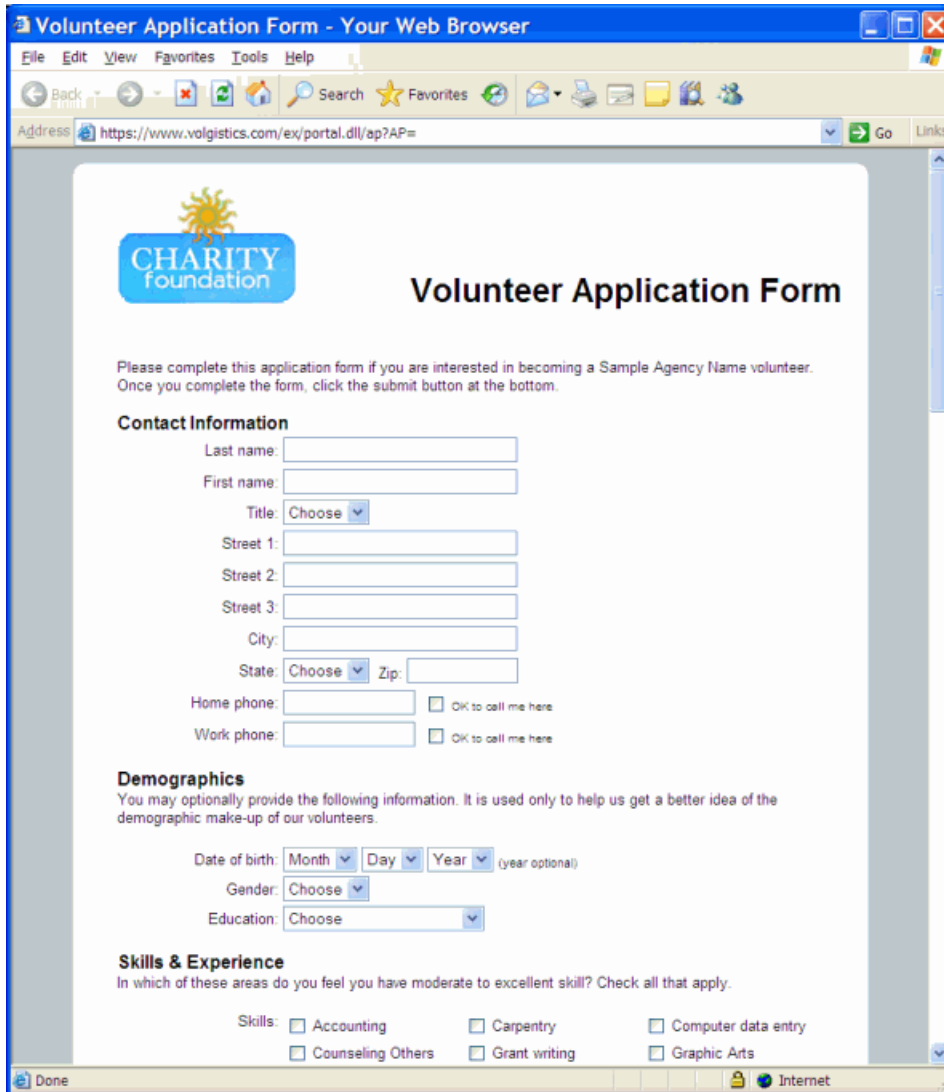 Volunteer Application Form - Your Web Browser
File Edit View Favorites Tools Help
Back Search Favorites
Address https://www.volgistics.com/ex/portal.dll/ap?AP= Go Links
CHARITY
foundation
Volunteer Application Form
Please complete this application form if you are interested in becoming a Sample Agency Name volunteer.
Once you complete the form, click the submit button at the bottom.
Contact Information
Last name:
First name:
Title: Choose
Street 1:
Street 2:
Street 3:
City:
State: Choose Zip:
Home phone: OK to call me here
Work phone: OK to call me here
Demographics
You may optionally provide the following information. It is used only to help us get a better idea of the
demographic make-up of our volunteers.
Date of birth: Month Day Year (year optional)
Gender: Choose
Education: Choose
Skills & Experience
In which of these areas do you feel you have moderate to excellent skill? Check all that apply.
Skills: Accounting Carpentry Computer data entry
Counseling Others Grant writing Graphic Arts
Done Internet